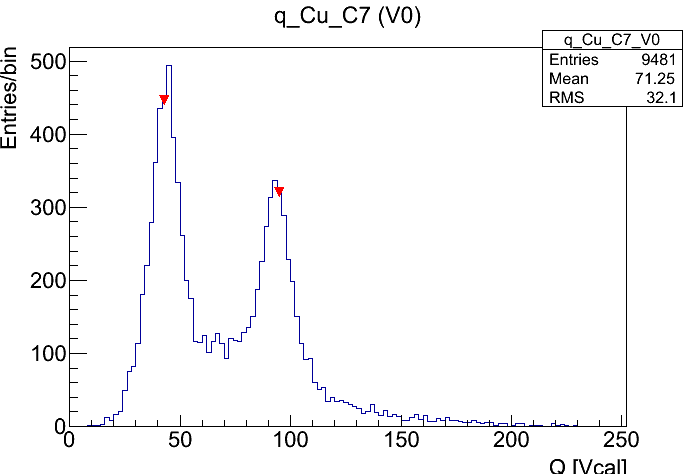 q_Cu_C7 (V0)
q_Cu_C7_V0
Entries 9481
Mean 71.25
RMS 32.1
Entries/bin
500
400
300
200
100
0
0 50 100 150 200 250
Q [Vcal]